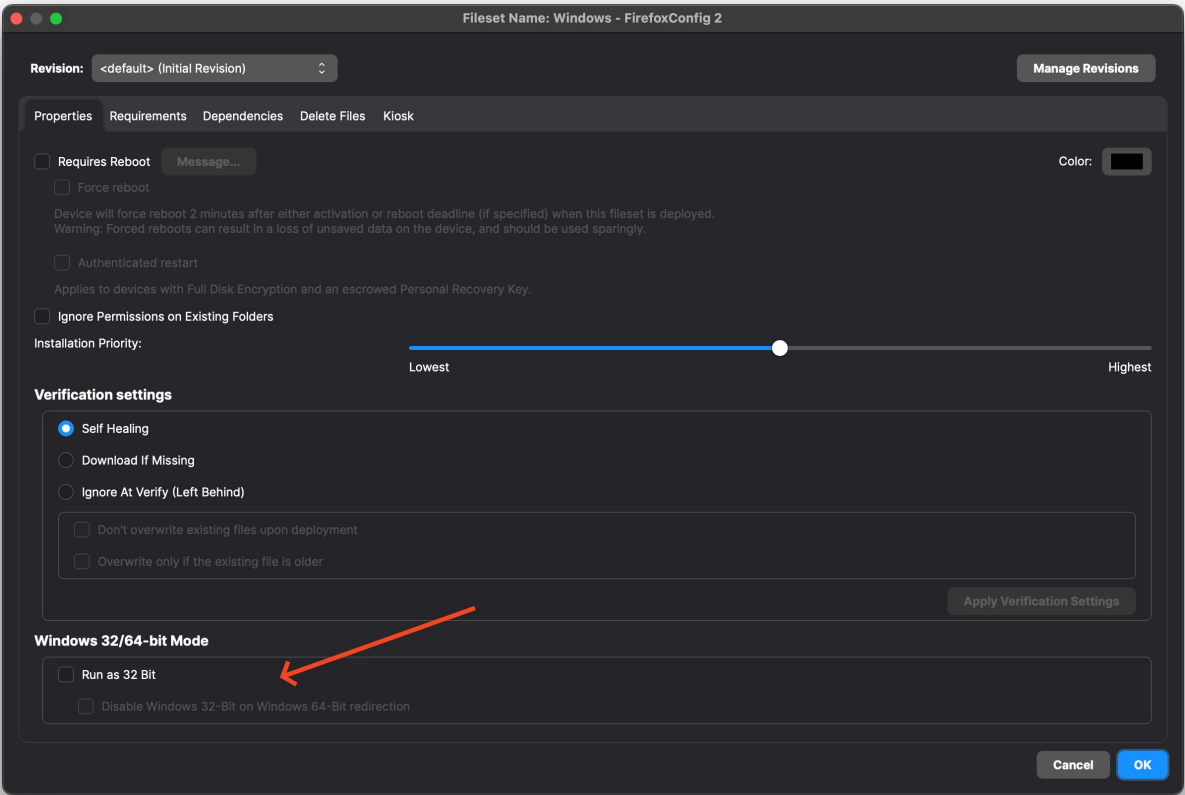 Fileset Name: Windows - FirefoxConfig 2
Revision: <default> (Initial Revision) Manage Revisions
Properties Requirements Dependencies Delete Files Kiosk
Requires Reboot Message... Color:
Force reboot
Device will force reboot 2 minutes after either activation or reboot deadline (if specified) when this fileset is deployed.
Warning: Forced reboots can result in a loss of unsaved data on the device, and should be used sparingly.
Authenticated restart
Applies to devices with Full Disk Encryption and an escrowed Personal Recovery Key.
Ignore Permissions on Existing Folders
Installation Priority:
Lowest Highest
Verification settings
Self Healing
Download If Missing
Ignore At Verify (Left Behind)
Don't overwrite existing files upon deployment
Overwrite only if the existing file is older
Apply Verification Settings
Windows 32/64-bit Mode
Run as 32 Bit
Disable Windows 32-Bit on Windows 64-Bit redirection
Cancel OK